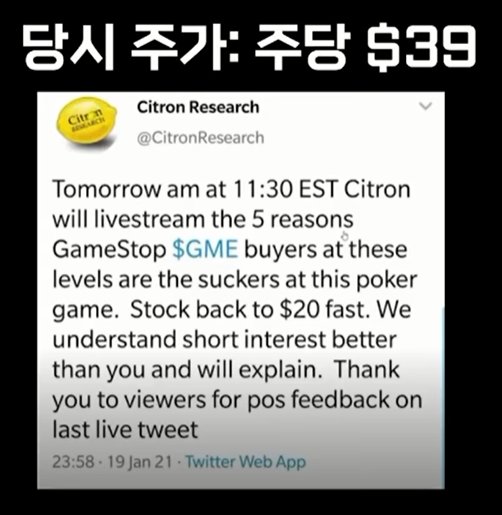 당시 주가: 주당 $39
Citron
RESEARCH
Citron Research
@CitronResearch
Tomorrow am at 11:30 EST Citron
will livestream the 5 reasons
GameStop $GME buyers at these
levels are the suckers at this poker
game. Stock back to $20 fast. We
understand short interest better
than you and will explain. Thank
you to viewers for pos feedback on
last live tweet
23:58 · 19 Jan 21 · Twitter Web App